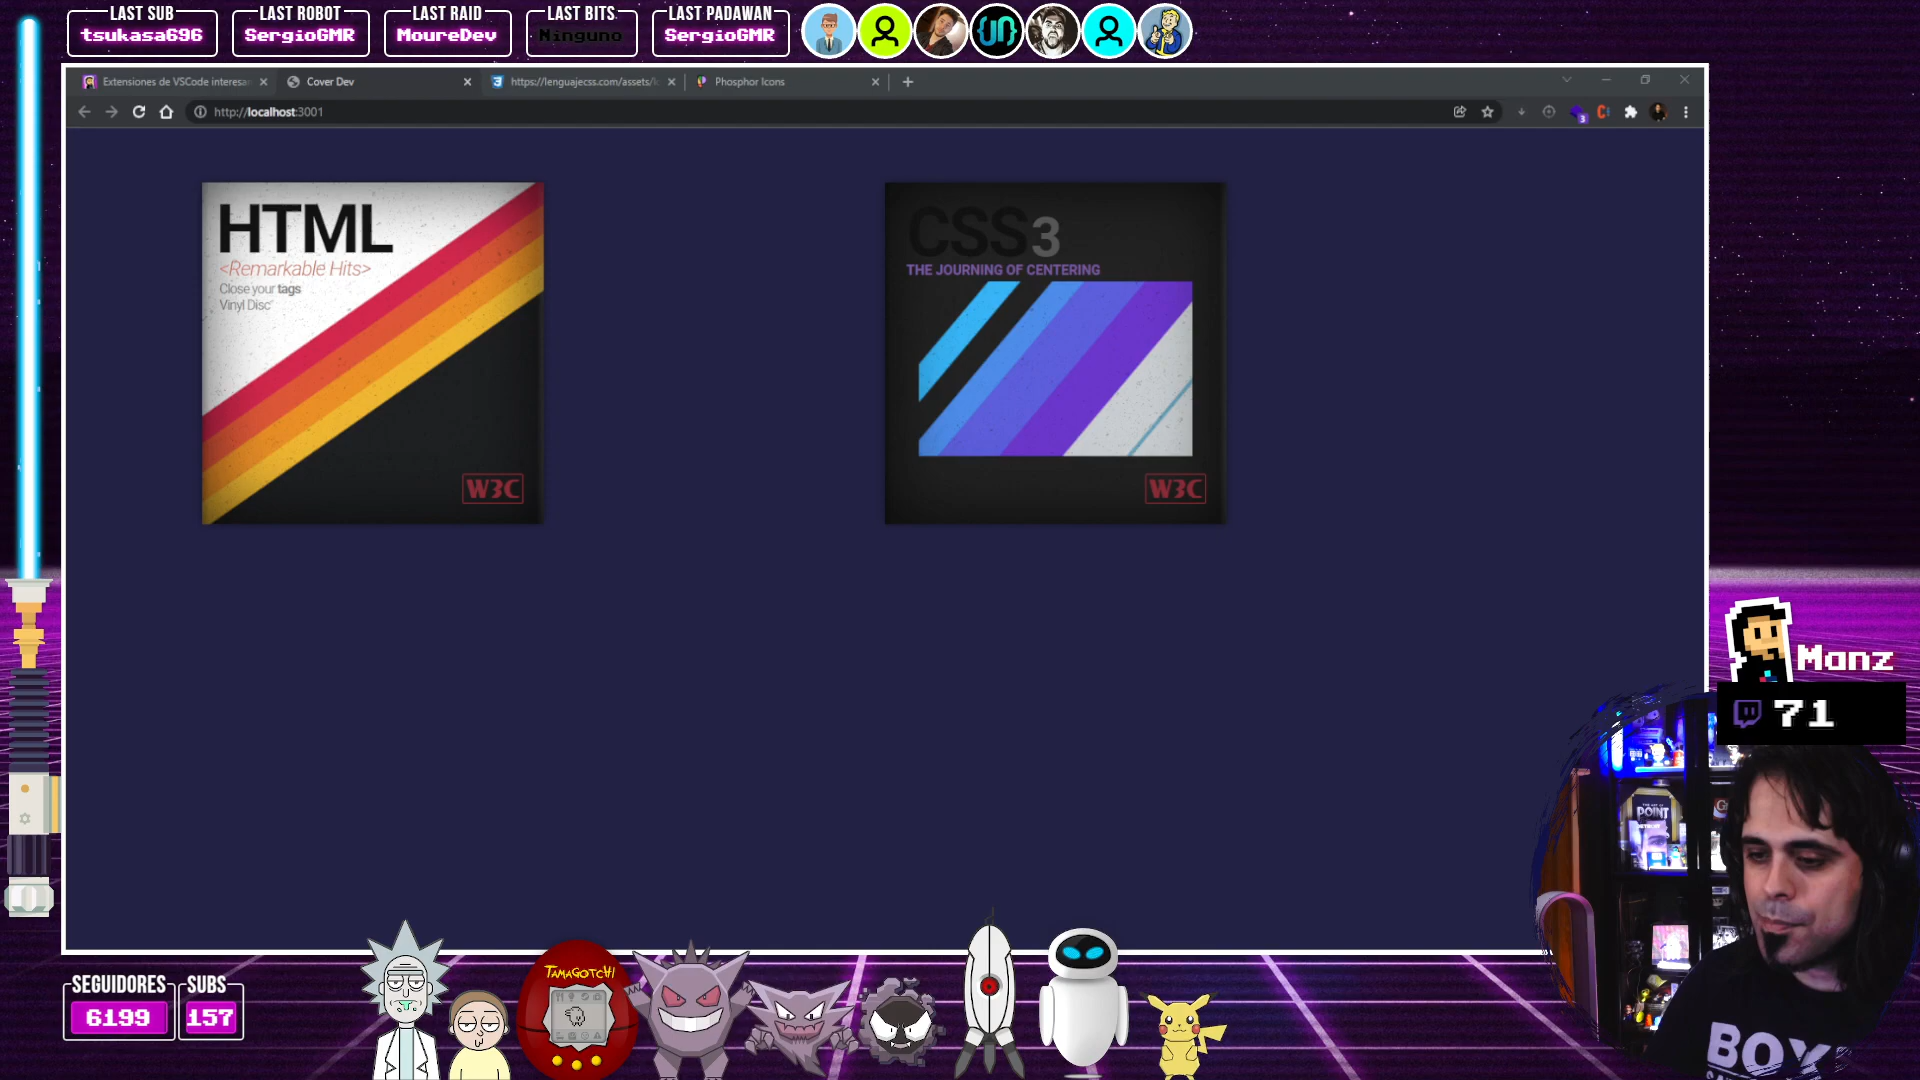 LAST SUB
tsukasa696
LAST ROBOT
SergioGMR
LAST RAID
MoureDev
LAST BITS
Ninguno
LAST PADAWAN
SergioGMR
Extensiones de VSCode interesa
Cover Dev
https://lenguajecss.com/assets/
Phosphor Icons
http://localhost:3001
3
HTML
<Remarkable Hits>
Close your tags
Vinyl Disc
W3C
CSS3
THE JOURNING OF CENTERING
W3C
Manz
71
POINT
BOX
SEGUIDORES
6199
SUBS
157
TAMAGOTCHI